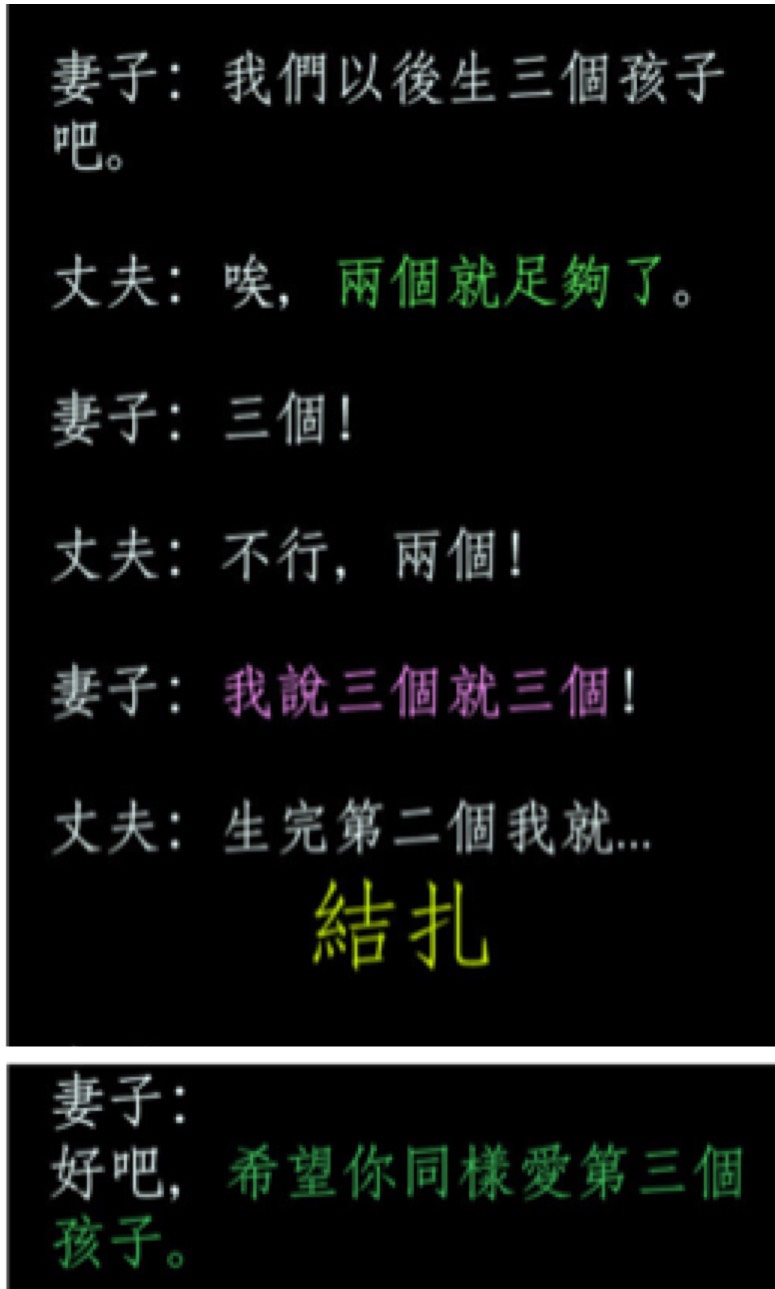 妻子：我們以後生三個孩子
吧。
丈夫：唉，兩個就足夠了。
妻子：三個！
丈夫：不行，兩個！
妻子：我說三個就三個！
丈夫：生完第二個我就…
結扎
妻子：
好吧，希望你同樣愛第三個
孩子。